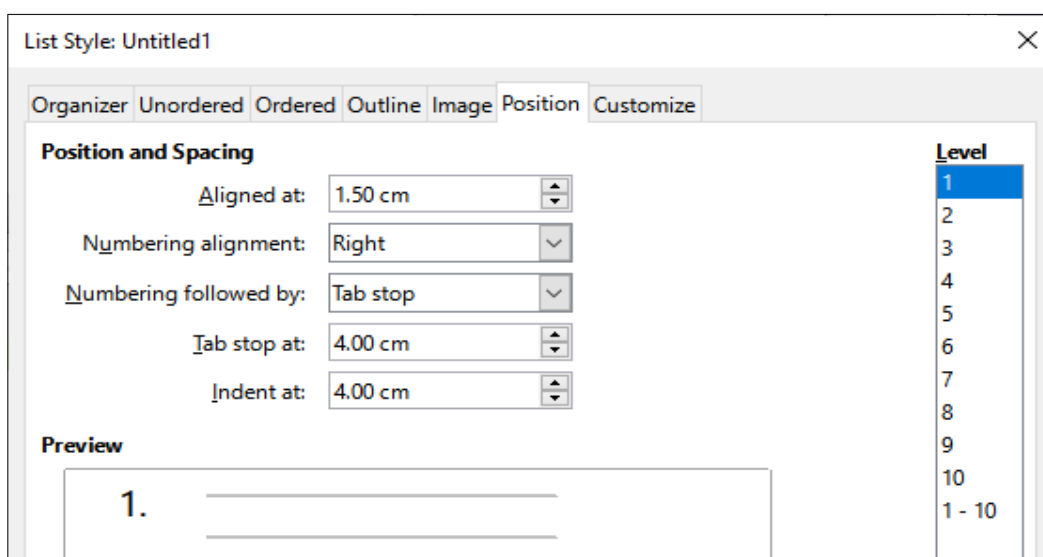 List Style: Untitled1
Organizer Unordered Ordered Outline Image Position Customize
Position and Spacing
Level
Aligned at: 1.50 cm
Numbering alignment: Right
Numbering followed by: Tab stop
Tab stop at: 4.00 cm
Indent at: 4.00 cm
1
2
3
4
5
6
7
8
9
10
1 - 10
Preview
1.